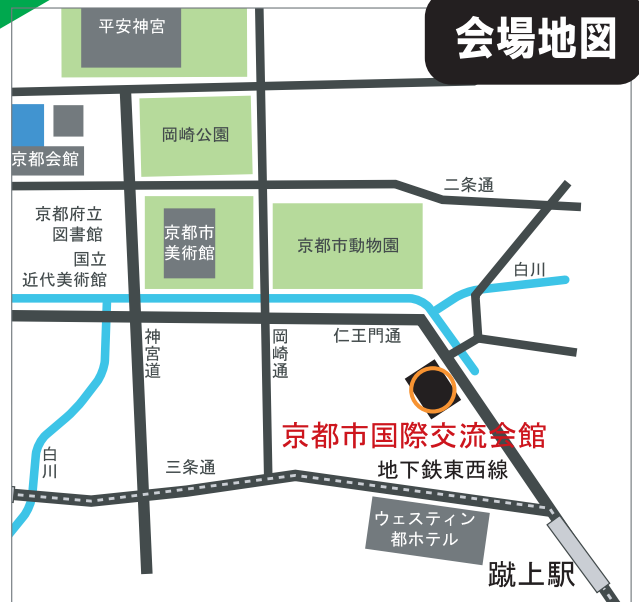 会場地図
平安神宮
岡崎公園
京都会館
二条通
京都府立
図書館
国立
近代美術館
京都市
美術館
京都市動物園
白川
神宮道
岡崎通
仁王門通
京都市国際交流会館
白川
三条通
地下鉄東西線
ウェスティン
都ホテル
蹴上駅